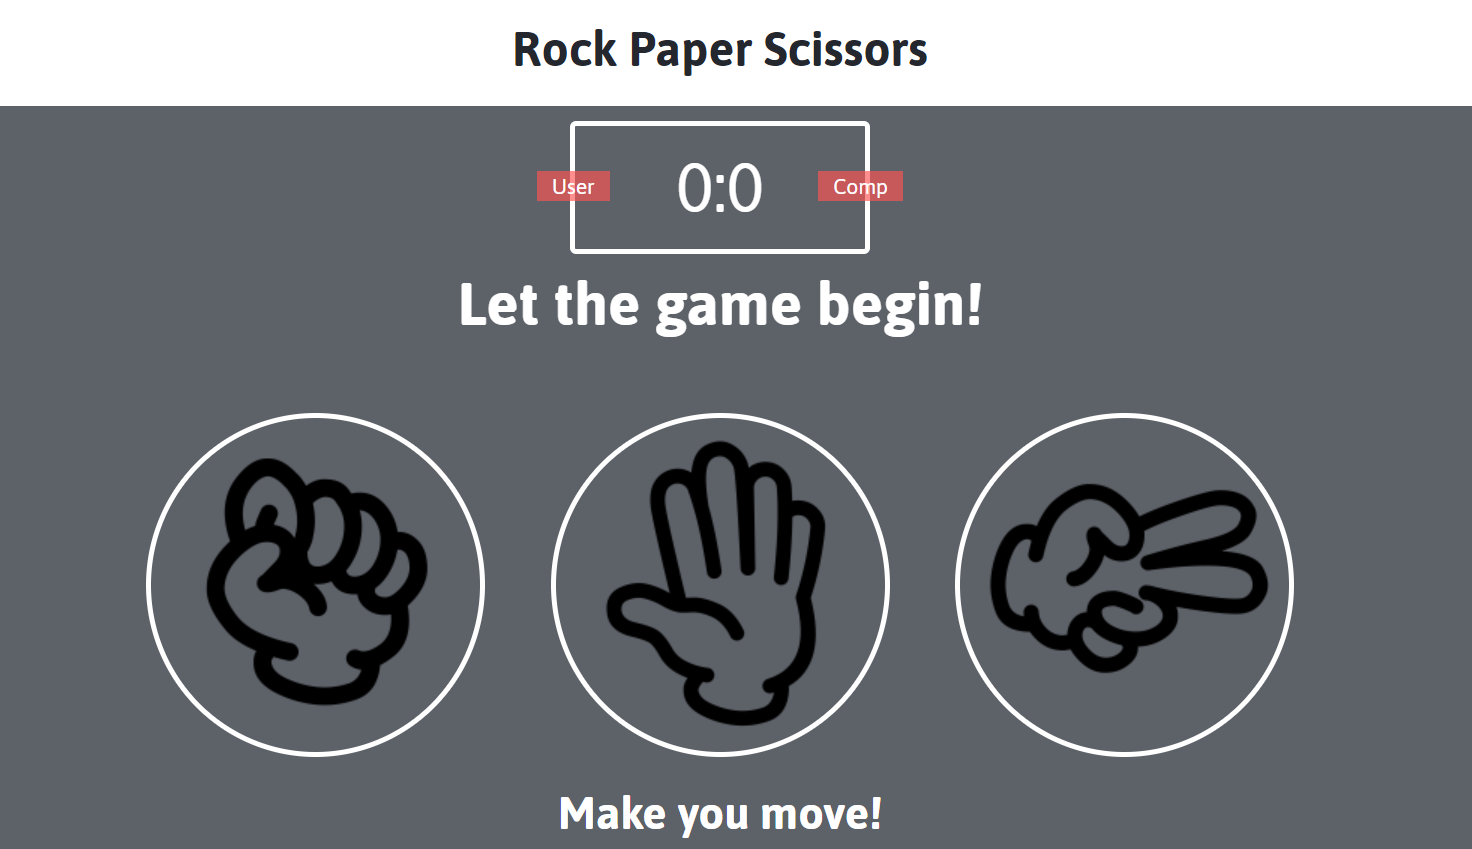 Rock Paper Scissors
User 0:0 Comp
Let the game begin!
Make you move!